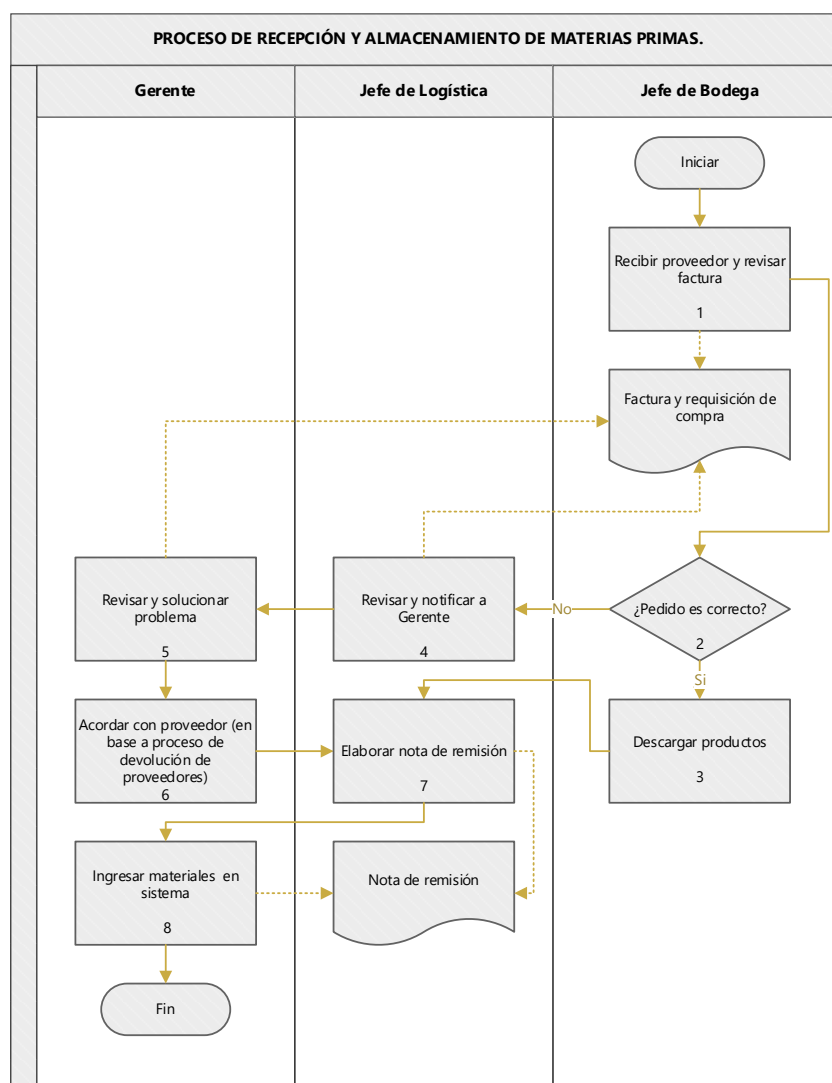 PROCESO DE RECEPCIÓN Y ALMACENAMIENTO DE MATERIAS PRIMAS.
Gerente
Jefe de Logística
Jefe de Bodega
Iniciar
Recibir proveedor y revisar
factura
1
Factura y requisición de
compra
Revisar y solucionar
problema
5
Revisar y notificar a
Gerente
4
No
¿Pedido es correcto?
2
Si
Acordar con proveedor (en
base a proceso de
devolución de
proveedores)
6
Elaborar nota de remisión
7
Descargar productos
3
Ingresar materiales en
sistema
8
Nota de remisión
Fin